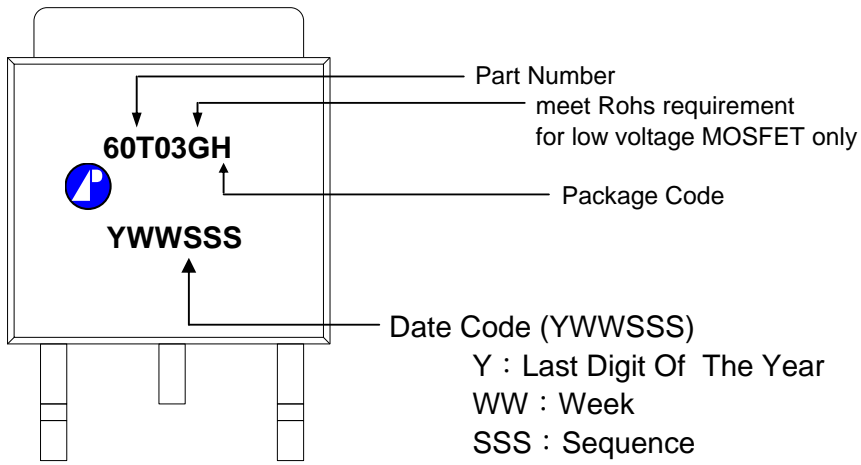 Part Number
meet Rohs requirement
for low voltage MOSFET only
60T03GH
Package Code
YWWSSS
Date Code (YWWSSS)
Y：Last Digit Of The Year
WW：Week
SSS：Sequence